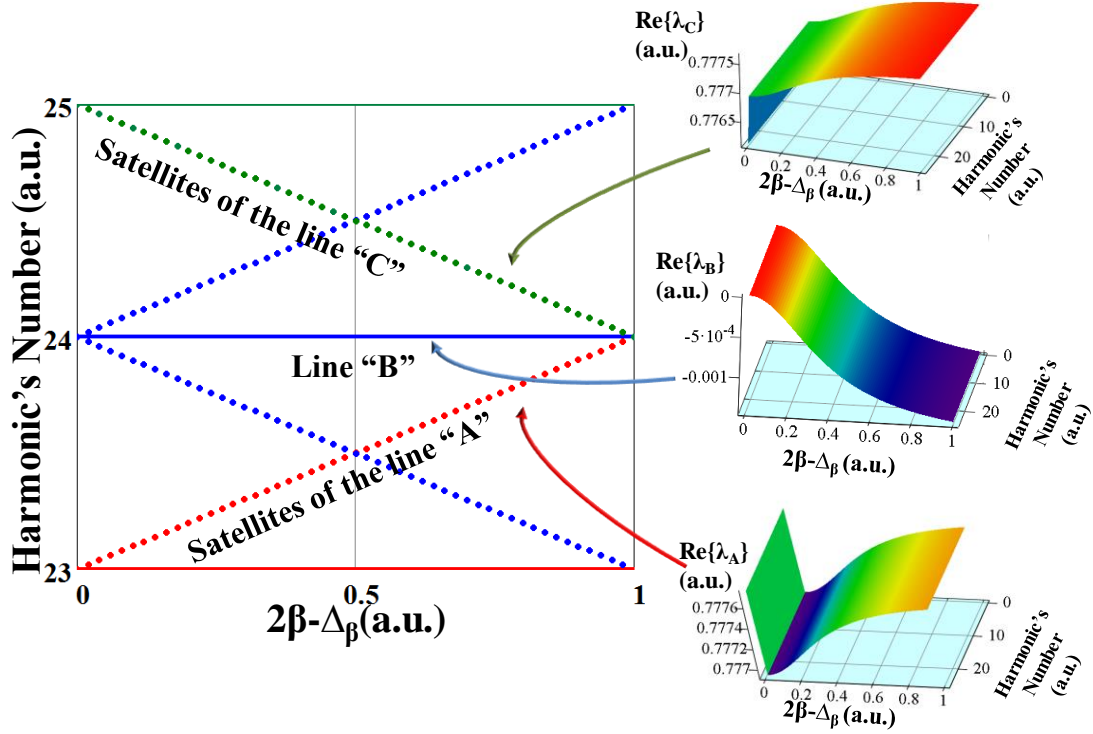 Harmonic's Number (a.u.)
25
24
23
Satellites of the line “C”
Line “B”
Satellites of the line “A”
0
0.5
1
2β-Δβ(a.u.)
Re{λC}
(a.u.)
0.7775
0.777
0.7765
0
0.2
0.4
0.6
0.8
1
2β-Δβ (a.u.)
0
10
20
Harmonic's
Number
(a.u.)
Re{λB}
(a.u.)
0
-5·10-4
-0.001
0
0.2
0.4
0.6
0.8
1
2β-Δβ (a.u.)
0
10
20
Harmonic's
Number
(a.u.)
Re{λA}
(a.u.)
0.7776
0.7774
0.7772
0.777
0
0.2
0.4
0.6
0.8
1
2β-Δβ (a.u.)
0
10
20
Harmonic's
Number
(a.u.)